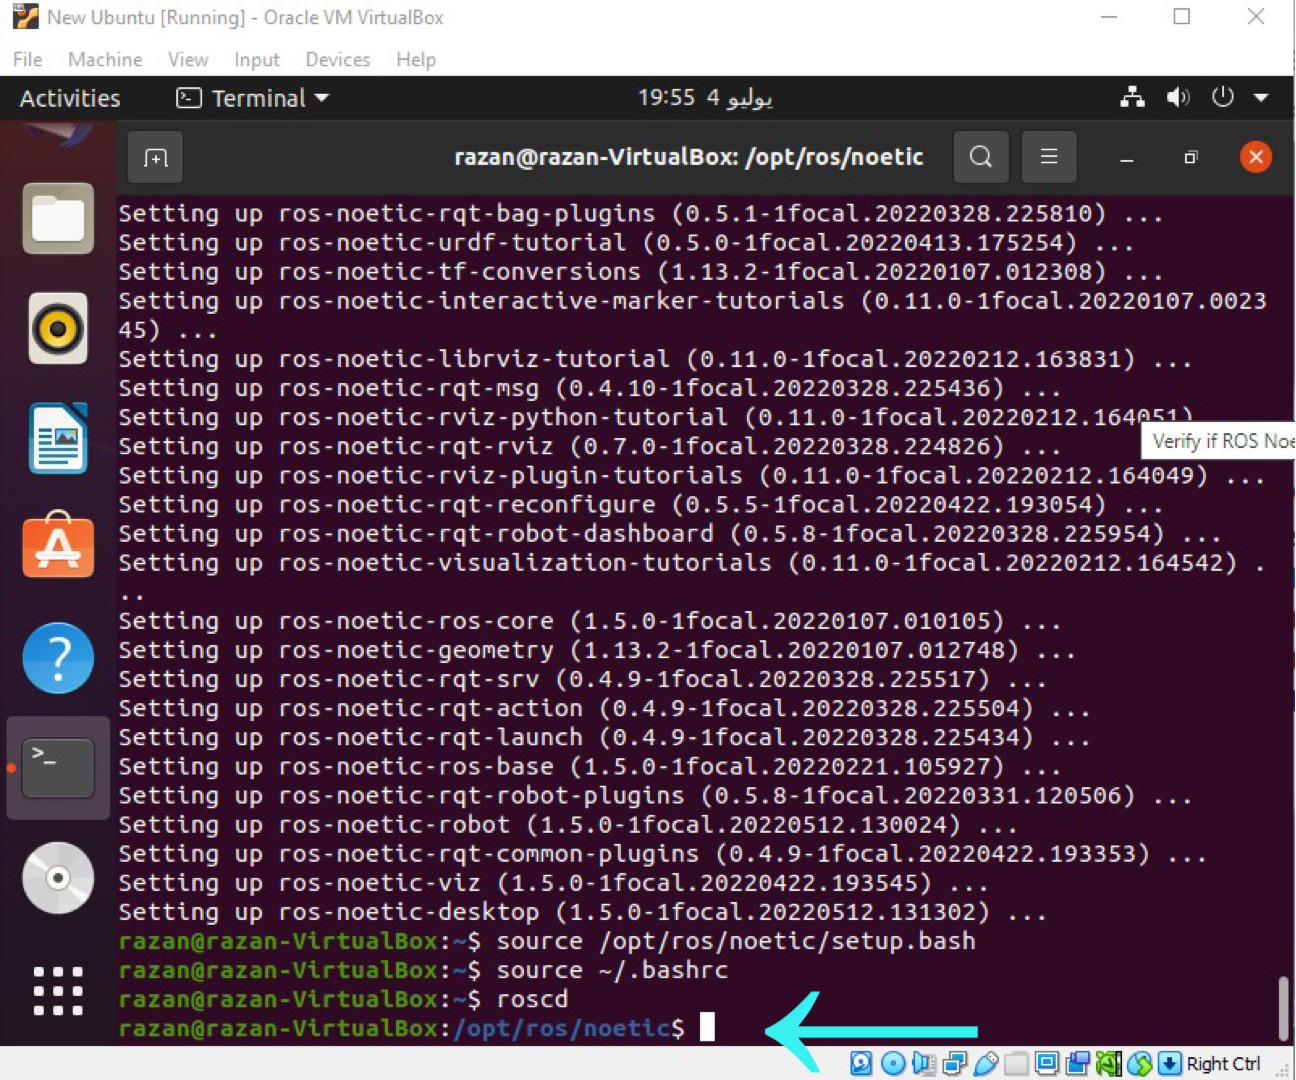 New Ubuntu [Running] - Oracle VM VirtualBox
File Machine View Input Devices Help
Activities Terminal 19:55 4 يوليو
razan@razan-VirtualBox: /opt/ros/noetic
Setting up ros-noetic-rqt-bag-plugins (0.5.1-1focal.20220328.225810) ...
Setting up ros-noetic-urdf-tutorial (0.5.0-1focal.20220413.175254) ...
Setting up ros-noetic-tf-conversions (1.13.2-1focal.20220107.012308) ...
Setting up ros-noetic-interactive-marker-tutorials (0.11.0-1focal.20220107.0023
45) ...
Setting up ros-noetic-librviz-tutorial (0.11.0-1focal.20220212.163831) ...
Setting up ros-noetic-rqt-msg (0.4.10-1focal.20220328.225436) ...
Setting up ros-noetic-rviz-python-tutorial (0.11.0-1focal.20220212.164051)
Verify if ROS Noe
Setting up ros-noetic-rqt-rviz (0.7.0-1focal.20220328.224826) ...
Setting up ros-noetic-rviz-plugin-tutorials (0.11.0-1focal.20220212.164049) ...
Setting up ros-noetic-rqt-reconfigure (0.5.5-1focal.20220422.193054) ...
Setting up ros-noetic-rqt-robot-dashboard (0.5.8-1focal.20220328.225954) ...
Setting up ros-noetic-visualization-tutorials (0.11.0-1focal.20220212.164542) .
..
Setting up ros-noetic-ros-core (1.5.0-1focal.20220107.010105) ...
Setting up ros-noetic-geometry (1.13.2-1focal.20220107.012748) ...
Setting up ros-noetic-rqt-srv (0.4.9-1focal.20220328.225517) ...
Setting up ros-noetic-rqt-action (0.4.9-1focal.20220328.225504) ...
Setting up ros-noetic-rqt-launch (0.4.9-1focal.20220328.225434) ...
Setting up ros-noetic-ros-base (1.5.0-1focal.20220221.105927) ...
Setting up ros-noetic-rqt-robot-plugins (0.5.8-1focal.20220331.120506) ...
Setting up ros-noetic-robot (1.5.0-1focal.20220512.130024) ...
Setting up ros-noetic-rqt-common-plugins (0.4.9-1focal.20220422.193353) ...
Setting up ros-noetic-viz (1.5.0-1focal.20220422.193545) ...
Setting up ros-noetic-desktop (1.5.0-1focal.20220512.131302) ...
razan@razan-VirtualBox:~$ source /opt/ros/noetic/setup.bash
razan@razan-VirtualBox:~$ source ~/.bashrc
razan@razan-VirtualBox:~$ roscd
razan@razan-VirtualBox:/opt/ros/noetic$
Right Ctrl